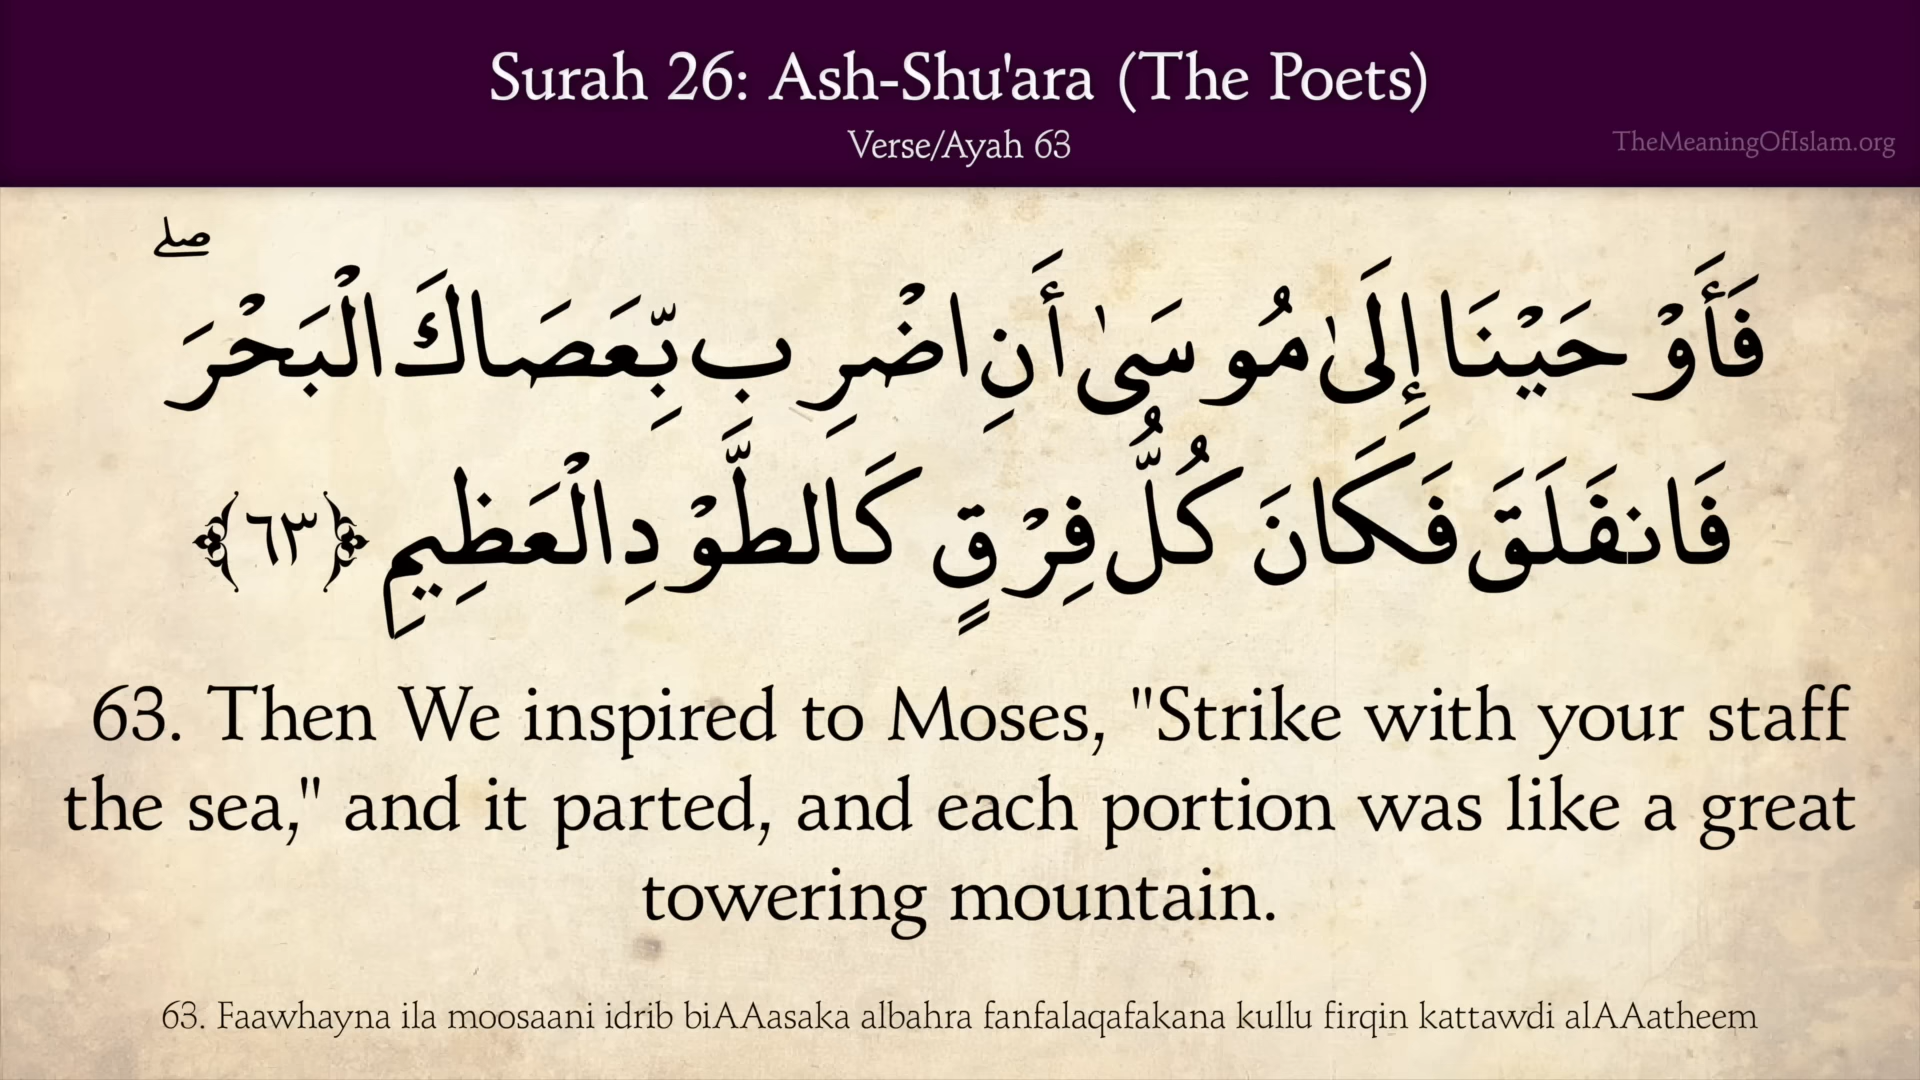 Surah 26: Ash-Shu'ara (The Poets)
Verse/Ayah 63
TheMeaningOfIslam.org
فَأَوْحَيْنَا إِلَىٰ مُوسَىٰ أَنِ اضْرِب بِّعَصَاكَ الْبَحْرَ ۖ
فَانفَلَقَ فَكَانَ كُلُّ فِرْقٍ كَالطَّوْدِ الْعَظِيمِ ﴿٦٣﴾
63. Then We inspired to Moses, "Strike with your staff
the sea," and it parted, and each portion was like a great
towering mountain.
63. Faawhayna ila moosaani idrib biAAasaka albahra fanfalaqafakana kullu firqin kattawdi alAAatheem